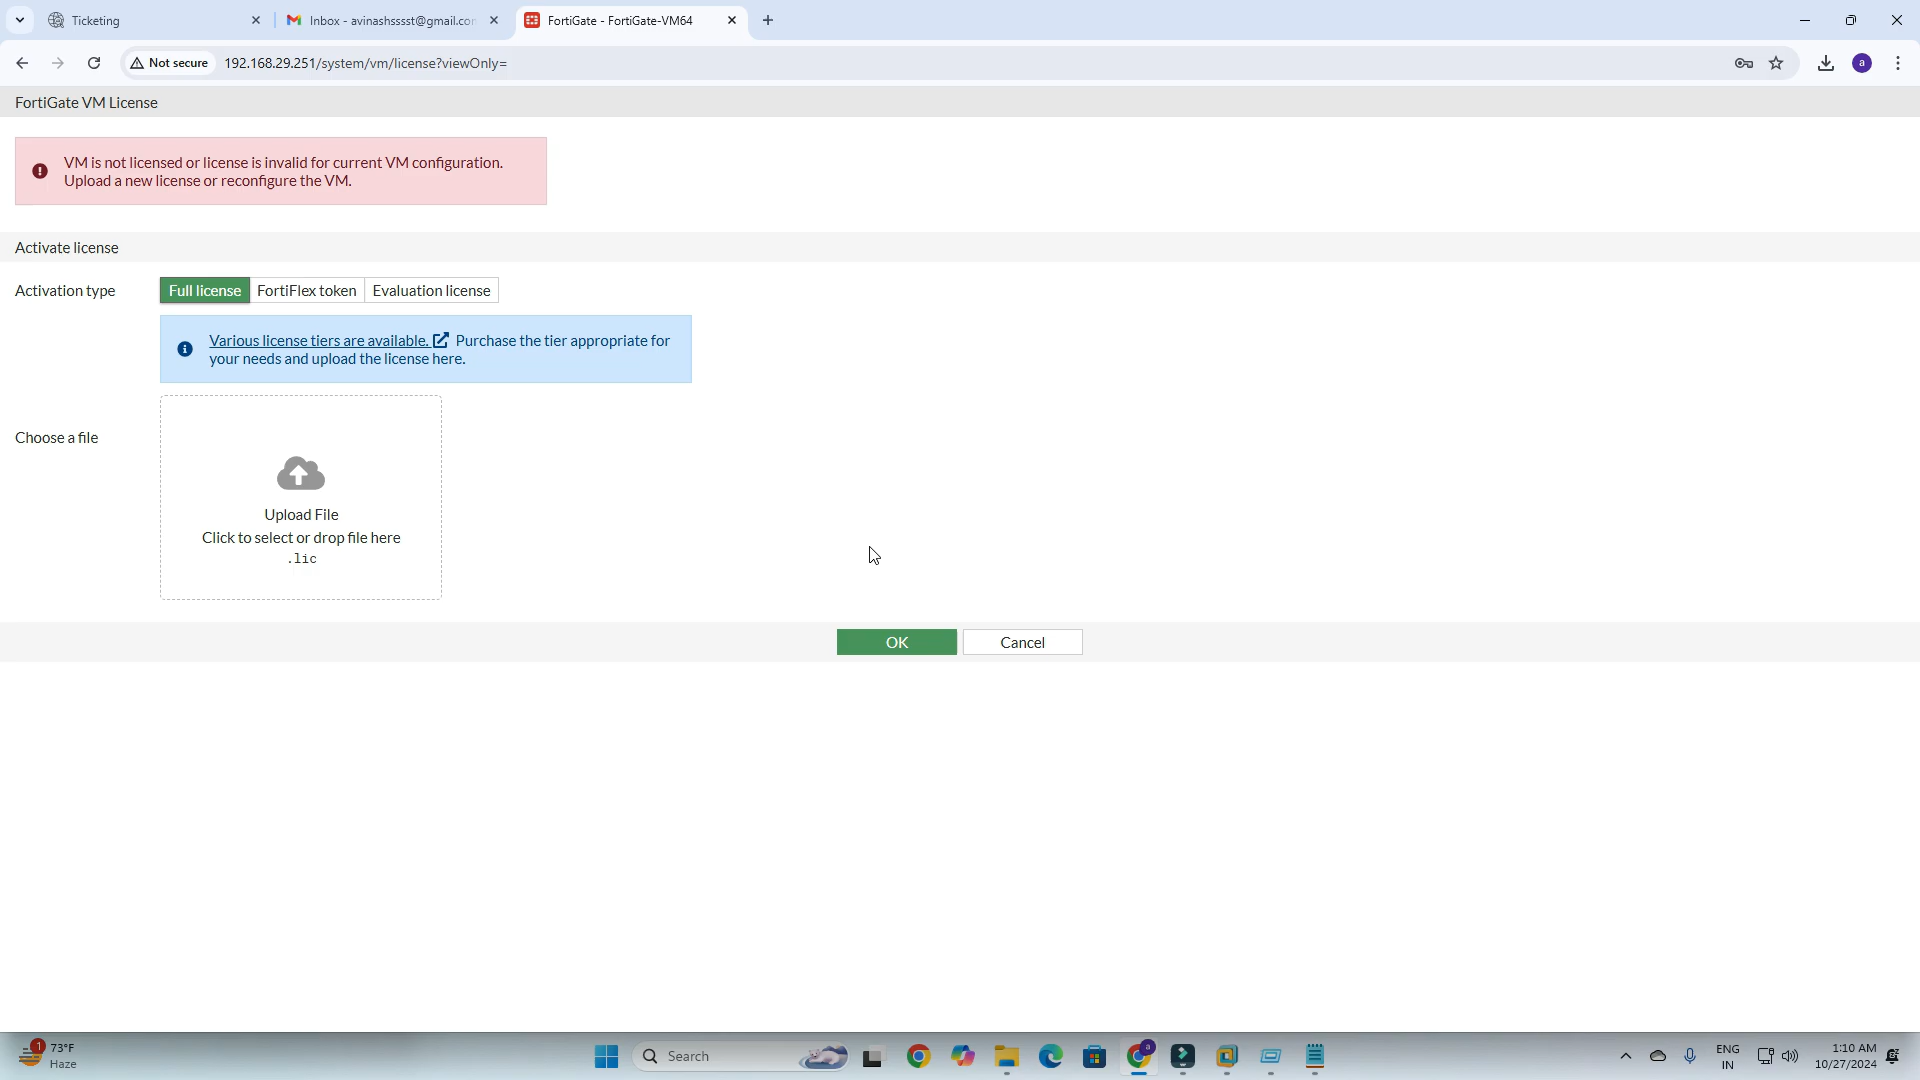 Ticketing
Inbox - avinashsssst@gmail.con
FortiGate - FortiGate-VM64
Not secure
192.168.29.251/system/vm/license?viewOnly=
a
FortiGate VM License
VM is not licensed or license is invalid for current VM configuration.
Upload a new license or reconfigure the VM.
Activate license
Activation type
Full license
FortiFlex token
Evaluation license
Various license tiers are available. Purchase the tier appropriate for
your needs and upload the license here.
Choose a file
Upload File
Click to select or drop file here
.lic
OK
Cancel
1
73°F
Haze
Search
a
ENG
IN
1:10 AM
10/27/2024